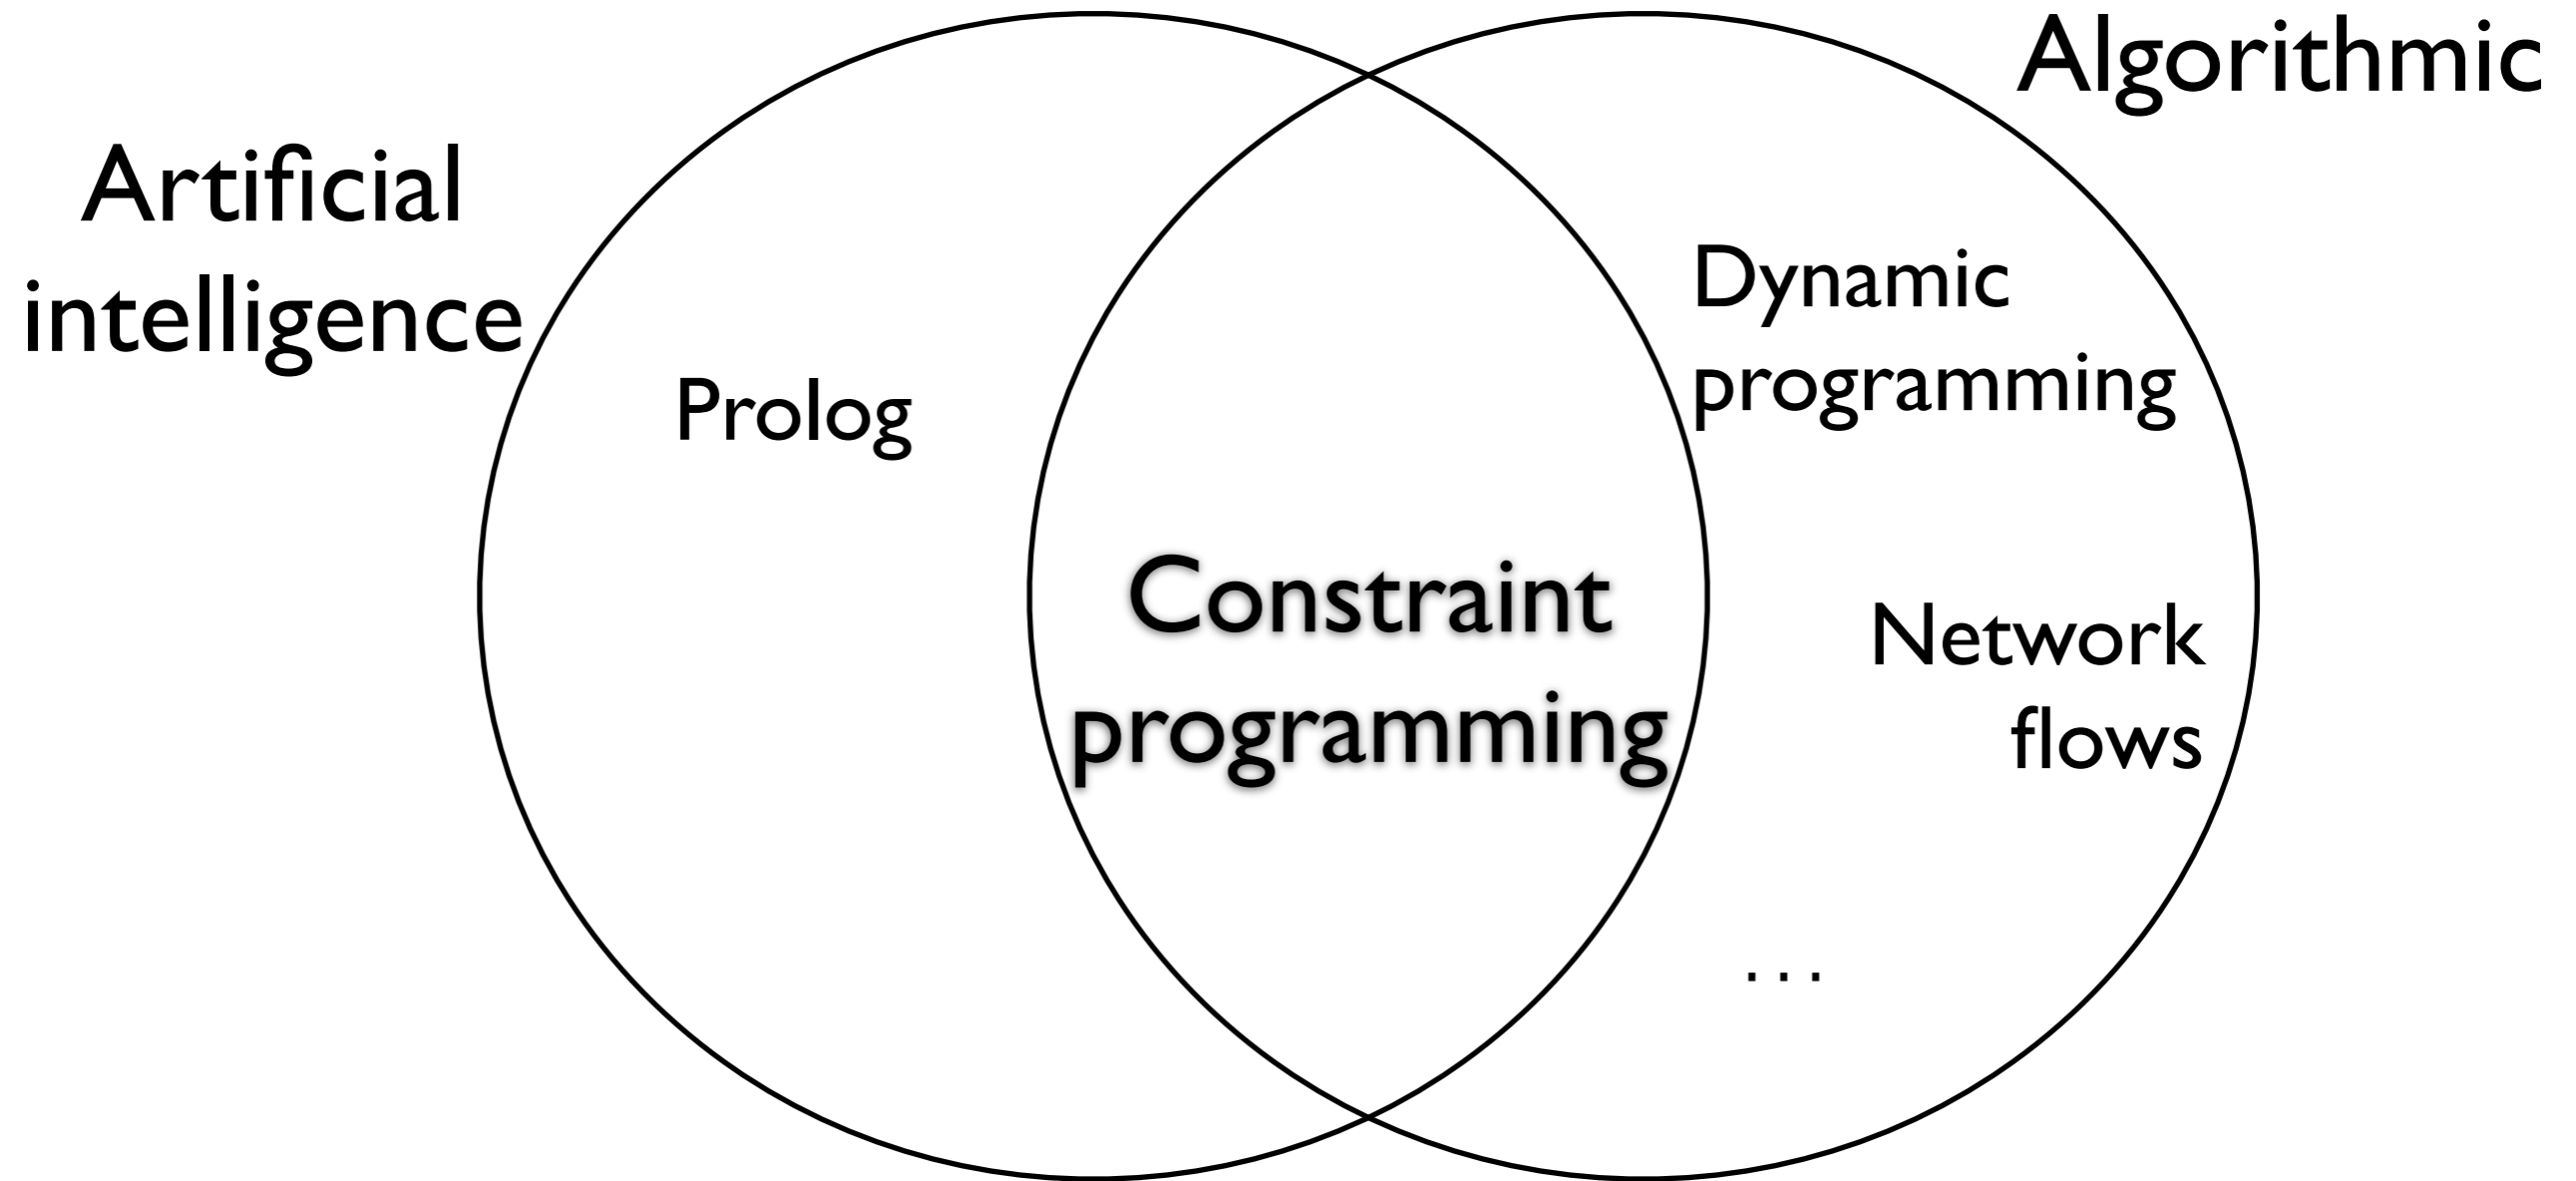 Algorithmic
Artificial
intelligence
Dynamic
programming
Prolog
Constraint
programming
Network
flows
...